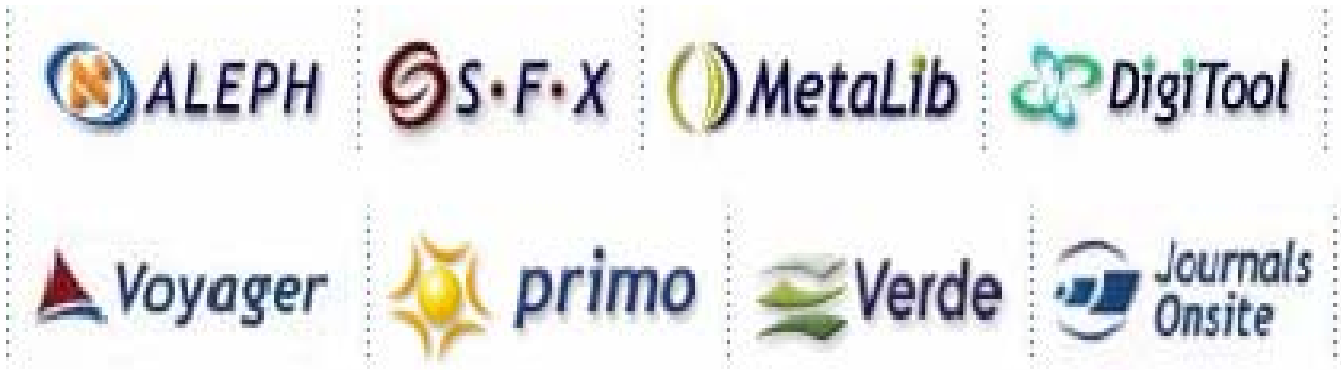 ALEPH
S•F•X
MetaLib
DigiTool
Voyager
primo
Verde
Journals
Onsite